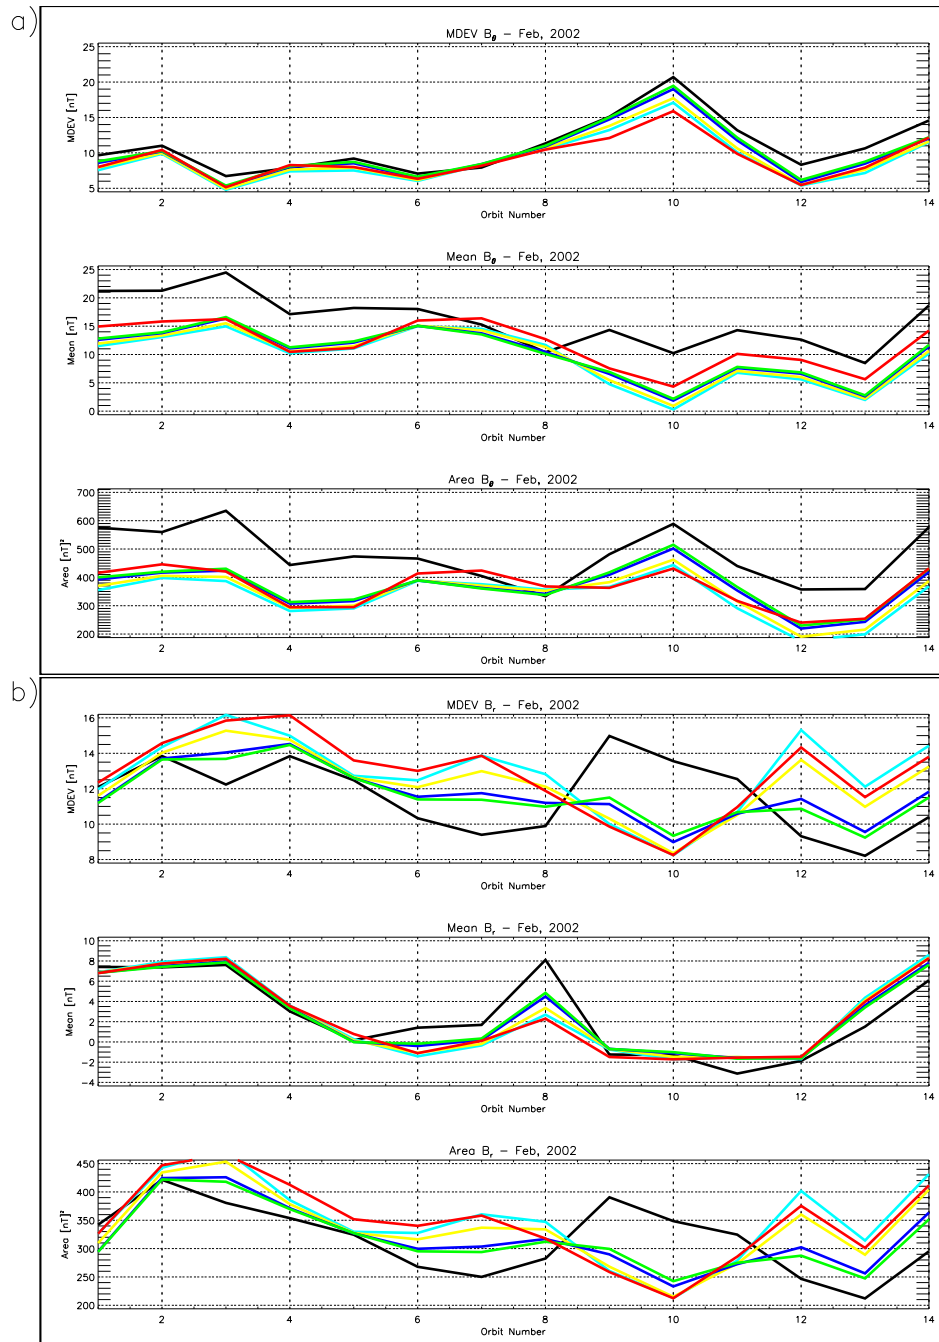 a)
MDEV Bθ – Feb, 2002
MDEV [nT]
25
20
15
10
5
2 4 6 8 10 12 14
Orbit Number
Mean Bθ – Feb, 2002
Mean [nT]
25
20
15
10
5
0
2 4 6 8 10 12 14
Orbit Number
Area Bθ – Feb, 2002
Area [nT]²
700
600
500
400
300
200
2 4 6 8 10 12 14
Orbit Number
b)
MDEV Br – Feb, 2002
MDEV [nT]
16
14
12
10
8
2 4 6 8 10 12 14
Orbit Number
Mean Br – Feb, 2002
Mean [nT]
10
8
6
4
2
0
−2
−4
2 4 6 8 10 12 14
Orbit Number
Area Br – Feb, 2002
Area [nT]²
450
400
350
300
250
200
2 4 6 8 10 12 14
Orbit Number